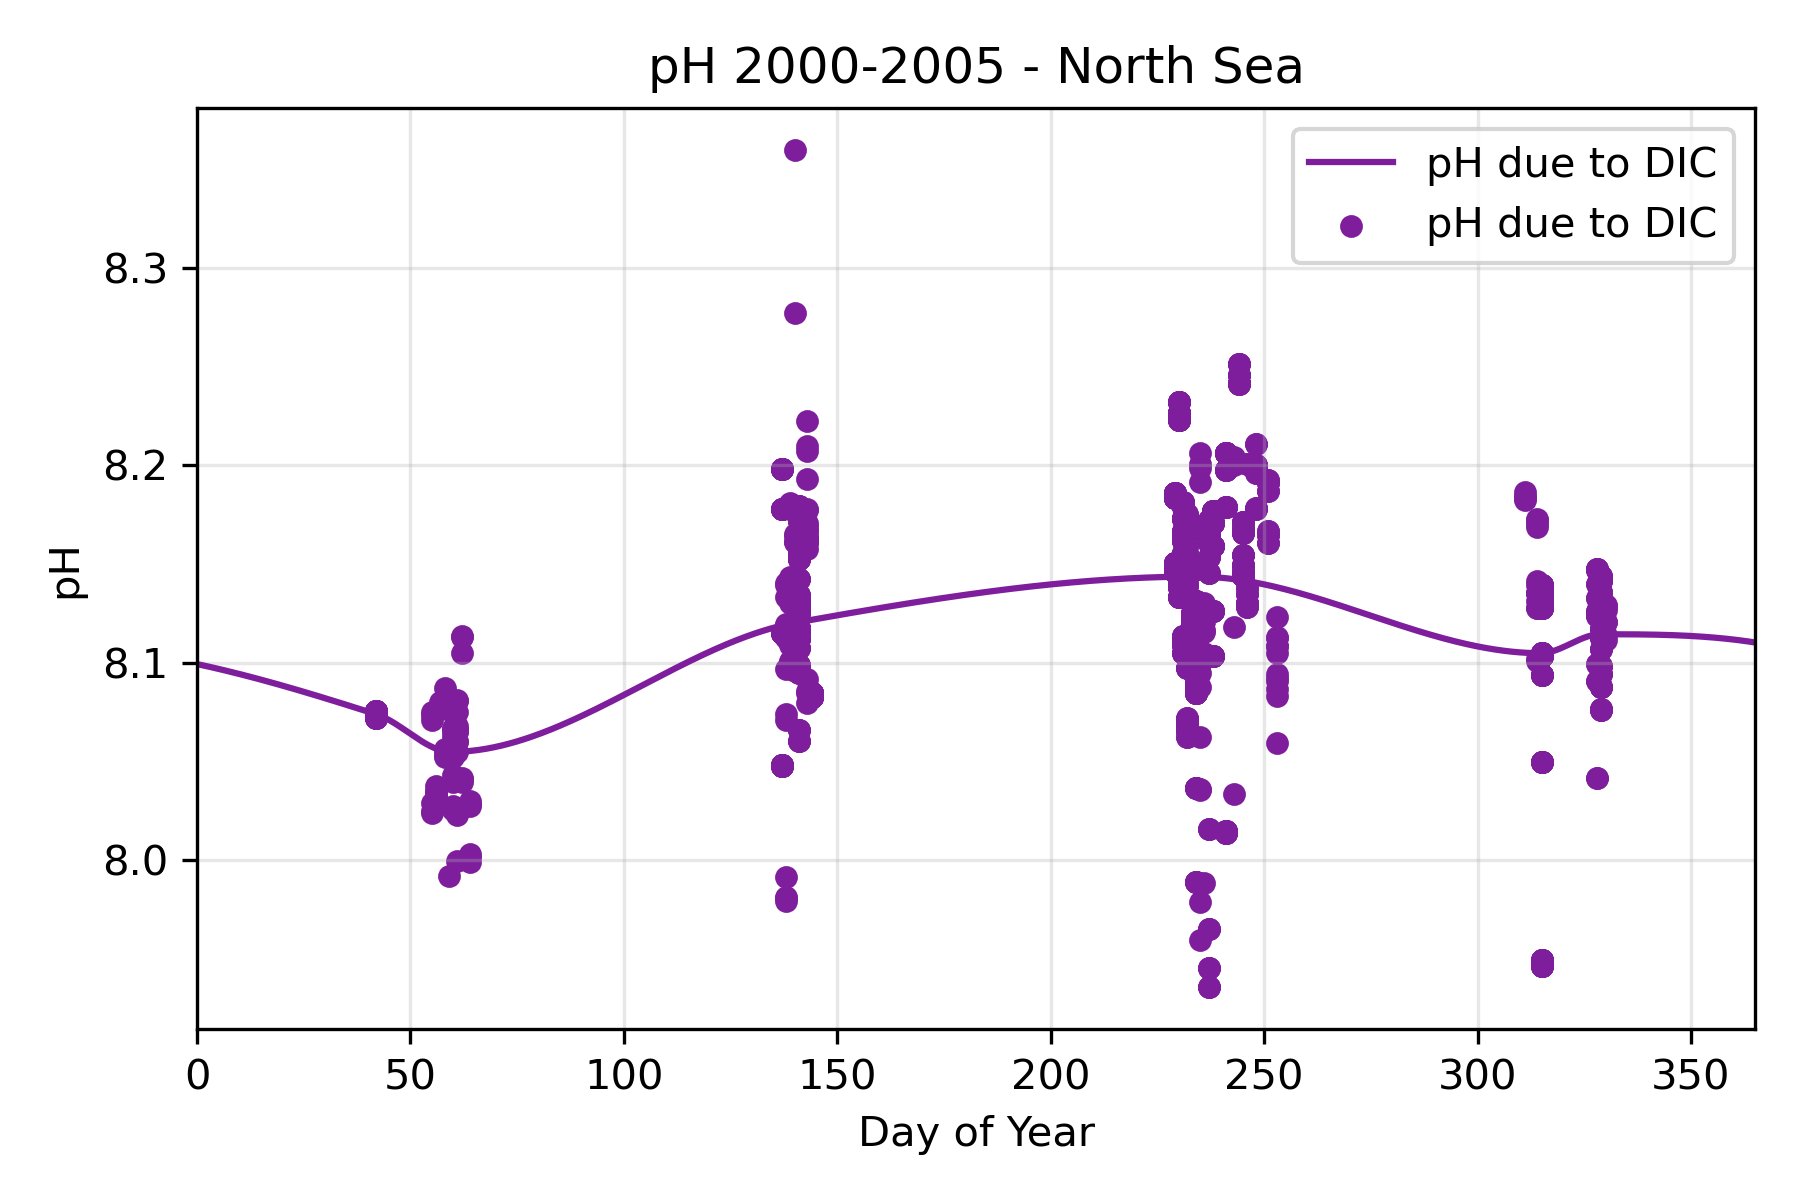 pH 2000-2005 - North Sea
pH due to DIC
pH due to DIC
pH
8.3
8.2
8.1
8.0
0 50 100 150 200 250 300 350
Day of Year